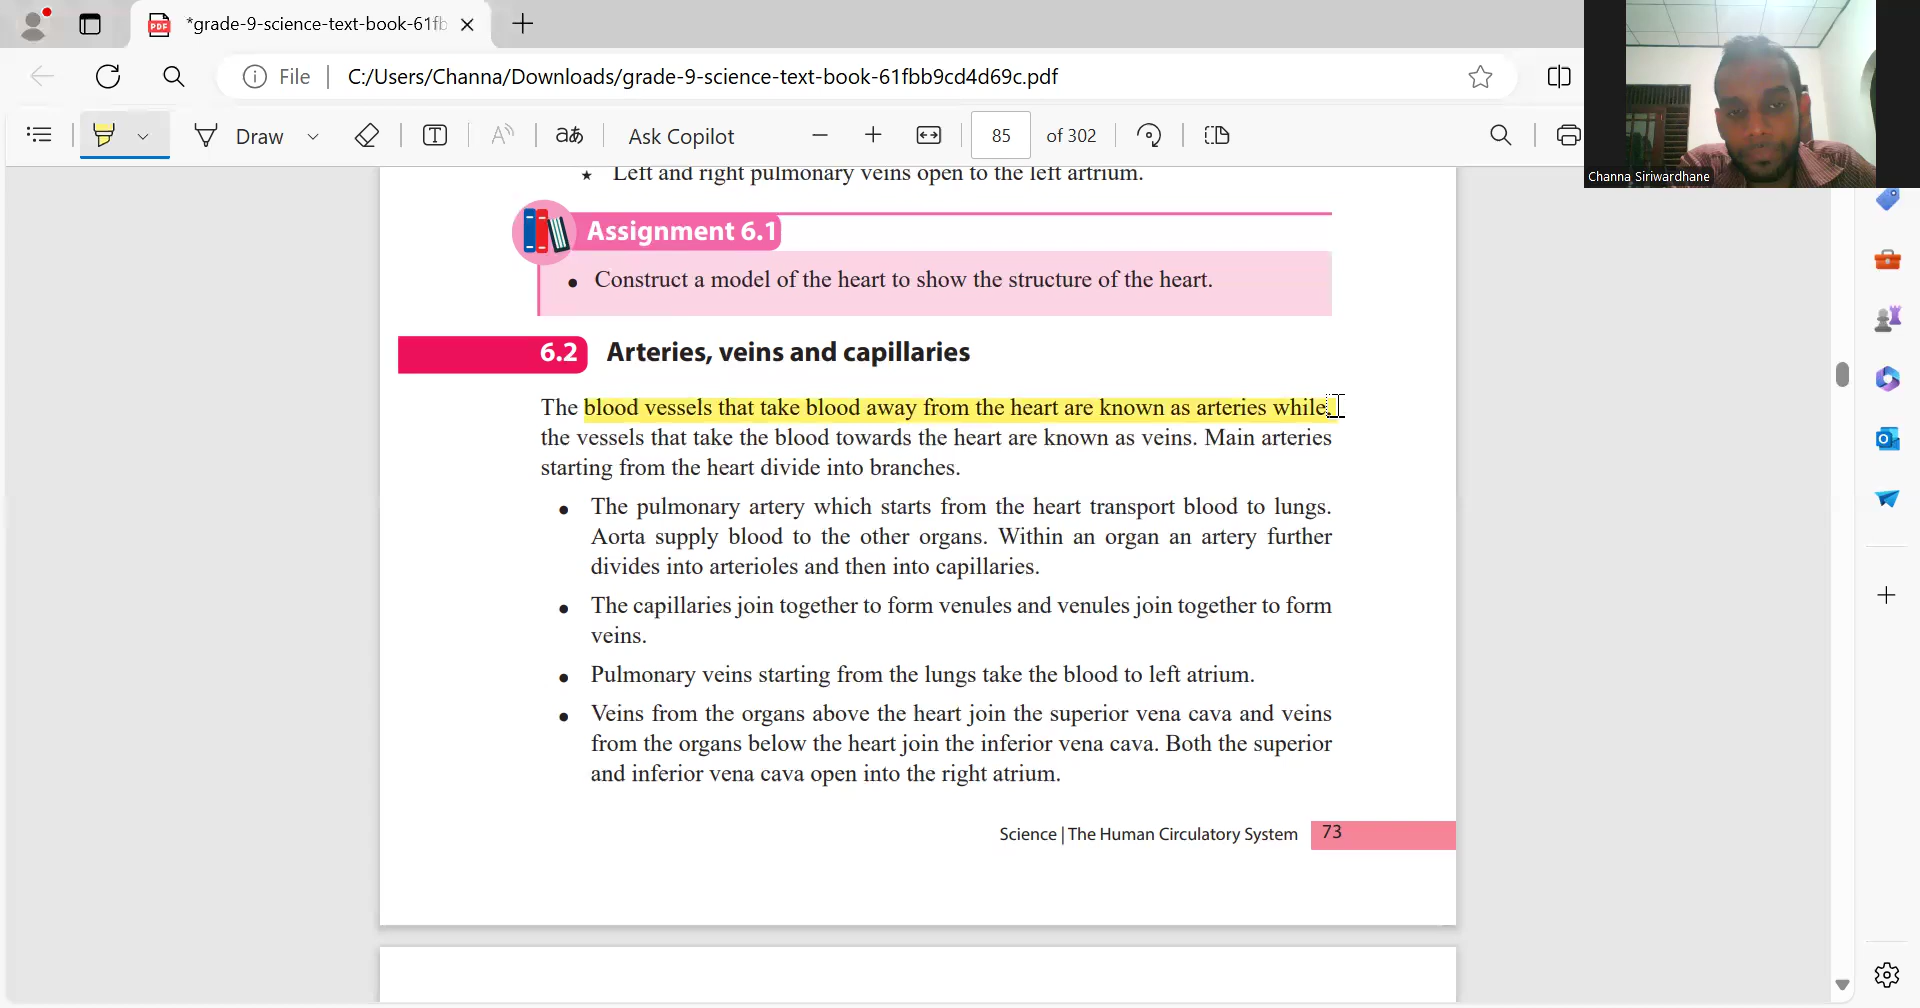 *grade-9-science-text-book-61fb
File
C:/Users/Channa/Downloads/grade-9-science-text-book-61fbb9cd4d69c.pdf
Draw
Ask Copilot
85
of 302
Channa Siriwardhane
★ Left and right pulmonary veins open to the left artrium.
Assignment 6.1
• Construct a model of the heart to show the structure of the heart.
6.2 Arteries, veins and capillaries
The blood vessels that take blood away from the heart are known as arteries while,
the vessels that take the blood towards the heart are known as veins. Main arteries
starting from the heart divide into branches.
• The pulmonary artery which starts from the heart transport blood to lungs.
Aorta supply blood to the other organs. Within an organ an artery further
divides into arterioles and then into capillaries.
• The capillaries join together to form venules and venules join together to form
veins.
• Pulmonary veins starting from the lungs take the blood to left atrium.
• Veins from the organs above the heart join the superior vena cava and veins
from the organs below the heart join the inferior vena cava. Both the superior
and inferior vena cava open into the right atrium.
Science | The Human Circulatory System 73